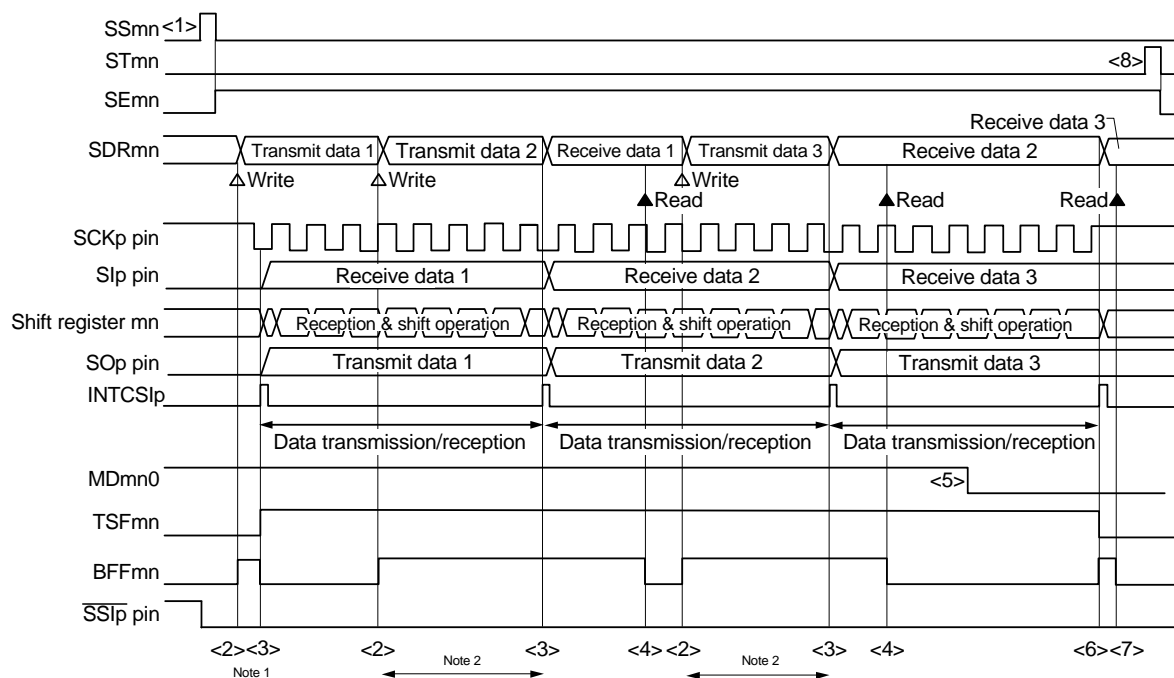 SSmn <1>
STmn <8>
SEmn
Receive data 3
SDRmn Transmit data 1 Transmit data 2 Receive data 1 Transmit data 3 Receive data 2
Write Write Write
Read Read Read
SCKp pin
SIp pin Receive data 1 Receive data 2 Receive data 3
Shift register mn Reception & shift operation Reception & shift operation Reception & shift operation
SOp pin Transmit data 1 Transmit data 2 Transmit data 3
INTCSIp
Data transmission/reception Data transmission/reception Data transmission/reception
MDmn0 <5>
TSFmn
BFFmn
SSIp pin
<2> <3> <2> <3> <4> <2> <3> <4> <6> <7>
Note 1 Note 2 Note 2